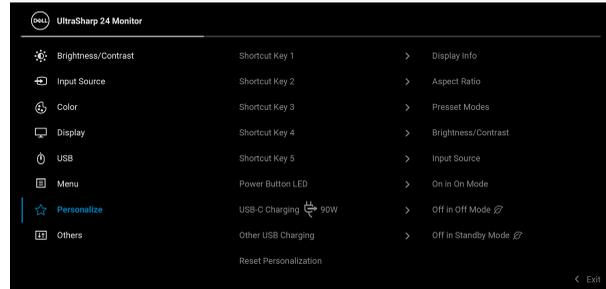 DELL UltraSharp 24 Monitor
Brightness/Contrast Shortcut Key 1 > Display Info
Input Source Shortcut Key 2 > Aspect Ratio
Color Shortcut Key 3 > Presset Modes
Display Shortcut Key 4 > Brightness/Contrast
USB Shortcut Key 5 > Input Source
Menu Power Button LED > On in On Mode
Personalize USB-C Charging 90W > Off in Off Mode
Others Other USB Charging > Off in Standby Mode
Reset Personalization
< Exit